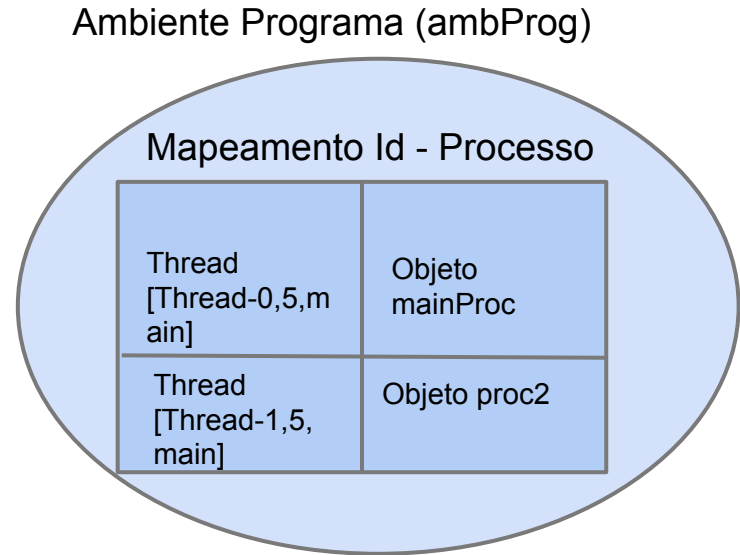 Ambiente Programa (ambProg)
Mapeamento Id - Processo
Thread
[Thread-0,5,m
ain]
Objeto
mainProc
Thread
[Thread-1,5,
main]
Objeto proc2